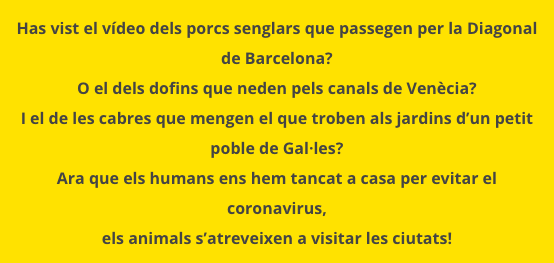 Has vist el vídeo dels porcs senglars que passegen per la Diagonal
de Barcelona?
O el dels dofins que neden pels canals de Venècia?
I el de les cabres que mengen el que troben als jardins d’un petit
poble de Gal·les?
Ara que els humans ens hem tancat a casa per evitar el
coronavirus,
els animals s’atreveixen a visitar les ciutats!